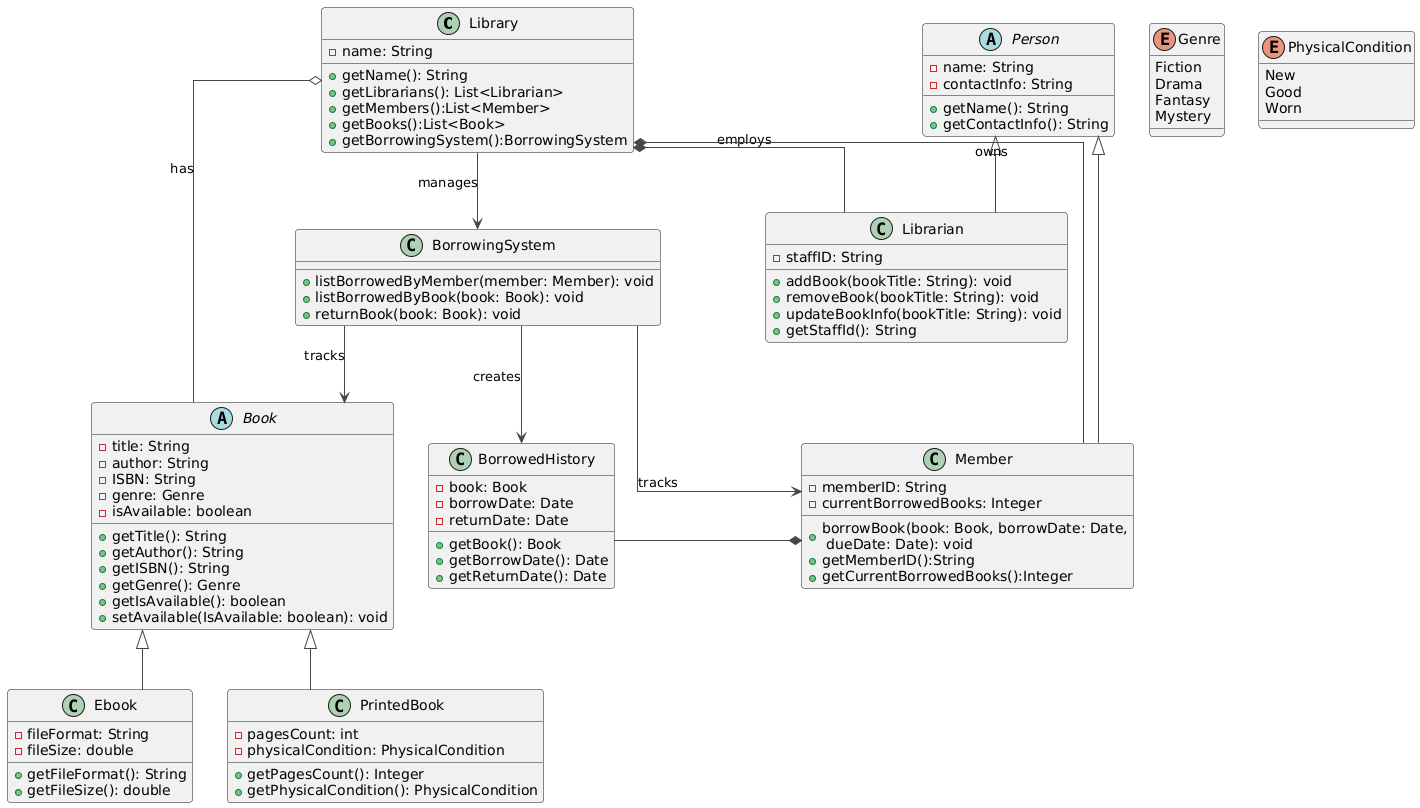 C Library
name: String
getName(): String
getLibrarians(): List<Librarian>
getMembers():List<Member>
getBooks():List<Book>
getBorrowingSystem():BorrowingSystem
A Person
name: String
contactInfo: String
getName(): String
getContactInfo(): String
E Genre
Fiction
Drama
Fantasy
Mystery
E PhysicalCondition
New
Good
Worn
has
manages
employs
owns
C BorrowingSystem
listBorrowedByMember(member: Member): void
listBorrowedByBook(book: Book): void
returnBook(book: Book): void
C Librarian
staffID: String
addBook(bookTitle: String): void
removeBook(bookTitle: String): void
updateBookInfo(bookTitle: String): void
getStaffId(): String
tracks
creates
tracks
A Book
title: String
author: String
ISBN: String
genre: Genre
isAvailable: boolean
getTitle(): String
getAuthor(): String
getISBN(): String
getGenre(): Genre
getIsAvailable(): boolean
setAvailable(IsAvailable: boolean): void
C BorrowedHistory
book: Book
borrowDate: Date
returnDate: Date
getBook(): Book
getBorrowDate(): Date
getReturnDate(): Date
C Member
memberID: String
currentBorrowedBooks: Integer
borrowBook(book: Book, borrowDate: Date,
dueDate: Date): void
getMemberID():String
getCurrentBorrowedBooks():Integer
C Ebook
fileFormat: String
fileSize: double
getFileFormat(): String
getFileSize(): double
C PrintedBook
pagesCount: int
physicalCondition: PhysicalCondition
getPagesCount(): Integer
getPhysicalCondition(): PhysicalCondition